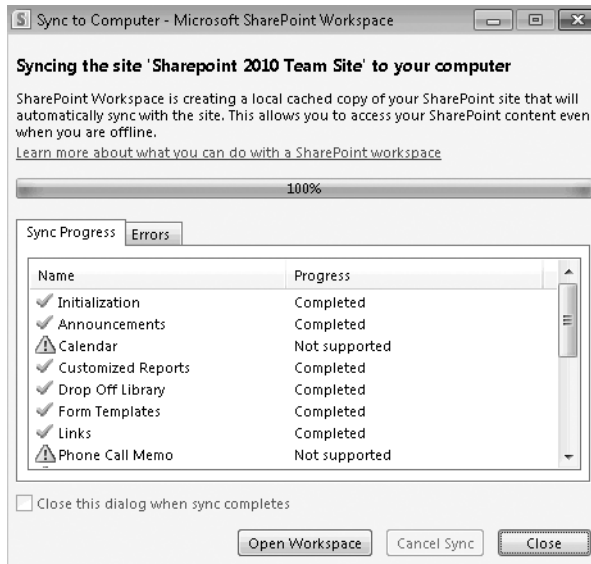 Sync to Computer - Microsoft SharePoint Workspace
Syncing the site 'Sharepoint 2010 Team Site' to your computer
SharePoint Workspace is creating a local cached copy of your SharePoint site that will
automatically sync with the site. This allows you to access your SharePoint content even
when you are offline.
Learn more about what you can do with a SharePoint workspace
100%
Sync Progress Errors
Name Progress
Initialization Completed
Announcements Completed
Calendar Not supported
Customized Reports Completed
Drop Off Library Completed
Form Templates Completed
Links Completed
Phone Call Memo Not supported
Close this dialog when sync completes
Open Workspace Cancel Sync Close